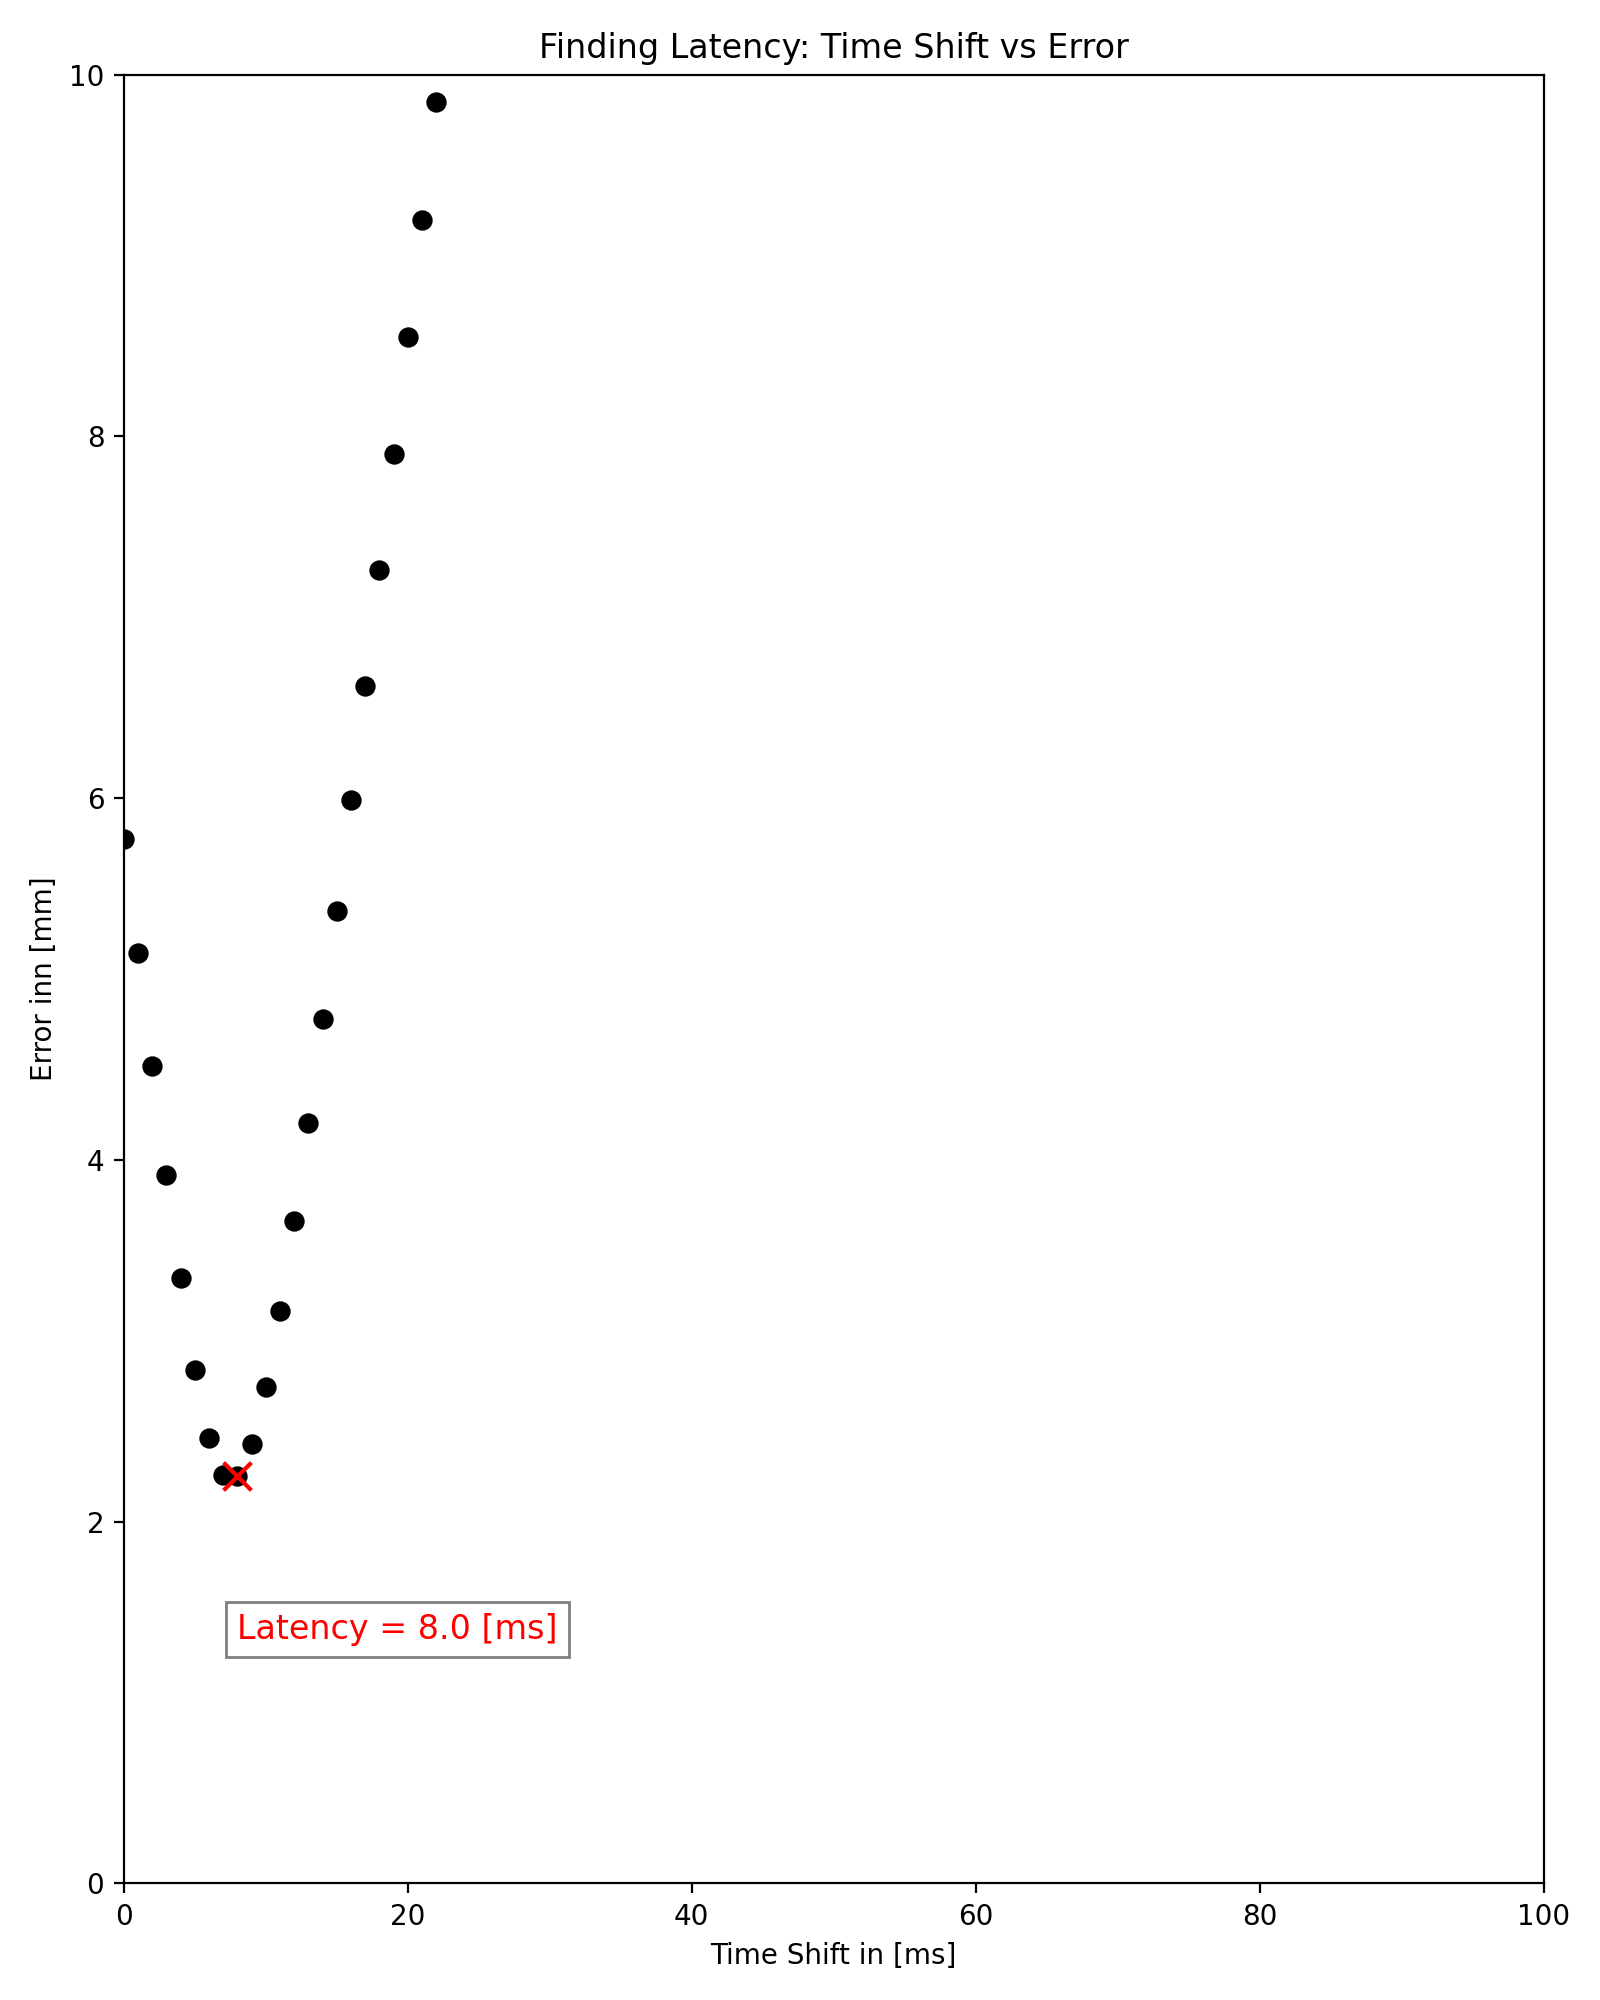 Finding Latency: Time Shift vs Error
10
8
6
4
2
0
Error inn [mm]
Latency = 8.0 [ms]
0 20 40 60 80 100
Time Shift in [ms]